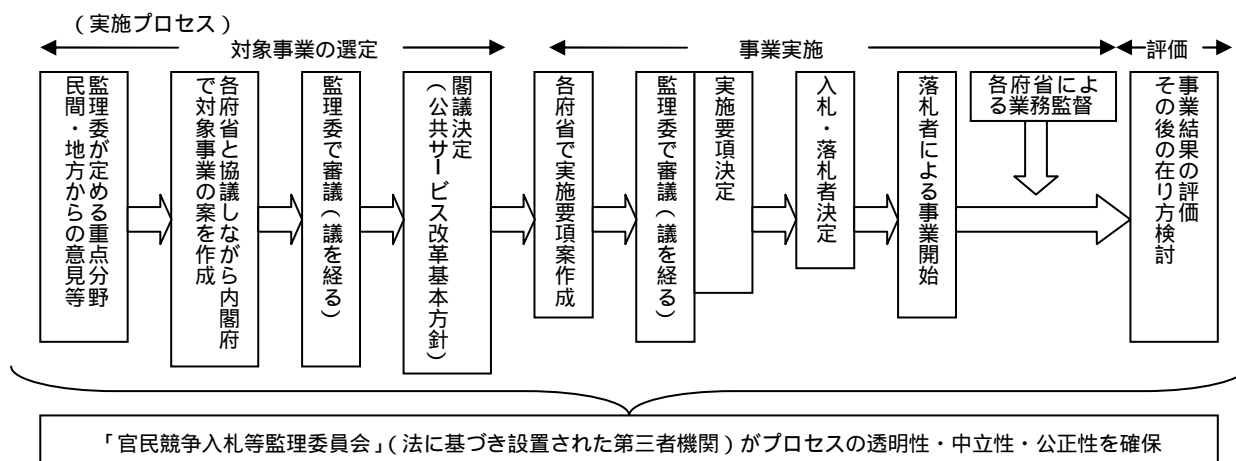 （実施プロセス）
対象事業の選定
事業実施
評価
監理委が定める重点分野
民間・地方からの意見等
各府省と協議しながら内閣府
で対象事業の案を作成
監理委で審議（議を経る）
閣議決定
（公共サービス改革基本方針）
各府省で実施要項案作成
監理委で審議（議を経る）
実施要項決定
入札・落札者決定
落札者による事業開始
各府省によ
る業務監督
事業結果の評価
その後の在り方検討
「官民競争入札等監理委員会」（法に基づき設置された第三者機関）がプロセスの透明性・中立性・公正性を確保